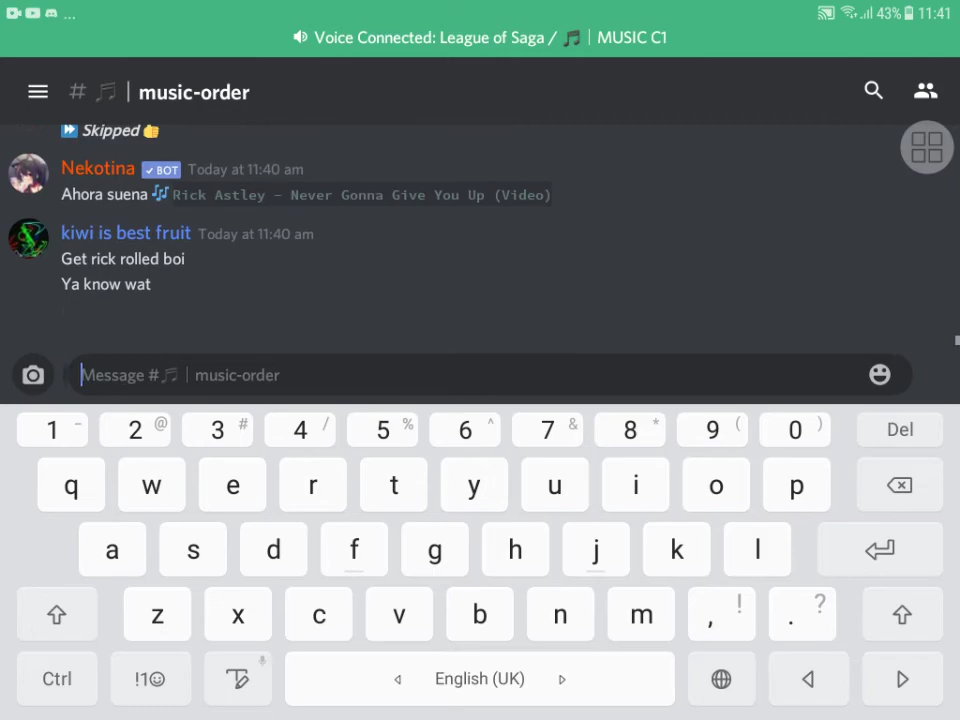 ... 43% 11:41
Voice Connected: League of Saga / 🎵 | MUSIC C1
# 🎵 | music-order
⏩ Skipped 👍
Nekotina ✓ BOT Today at 11:40 am
Ahora suena 🎶 Rick Astley - Never Gonna Give You Up (Video)
kiwi is best fruit Today at 11:40 am
Get rick rolled boi
Ya know wat
Message #🎵 | music-order
1 - 2 @ 3 # 4 / 5 % 6 ^ 7 & 8 * 9 ( 0 ) Del
q w e r t y u i o p
a s d f g h j k l
z x c v b n m , ! . ?
Ctrl !1☺ T English (UK)